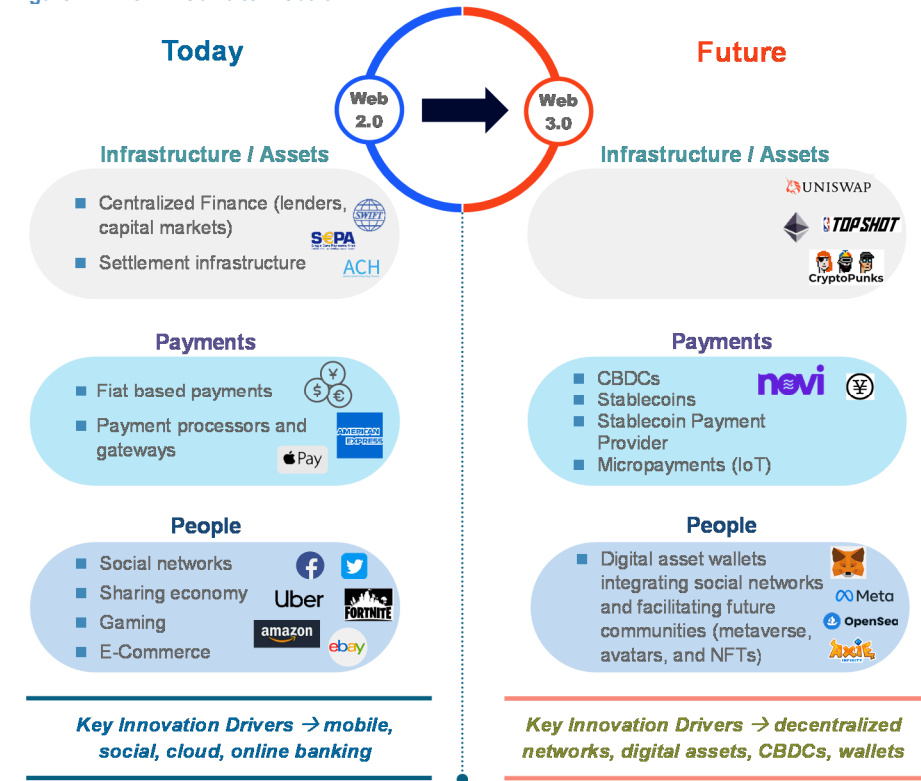 Today
Future
Web
2.0
Web
3.0
Infrastructure / Assets
Centralized Finance (lenders,
capital markets)
Settlement infrastructure
SWIFT
SEPA
ACH
Infrastructure / Assets
UNISWAP
TOP SHOT
CryptoPunks
Payments
Fiat based payments
Payment processors and
gateways
¥
$
€
AMERICAN
EXPRESS
Pay
Payments
CBDCs
Stablecoins
Stablecoin Payment
Provider
Micropayments (IoT)
novi
¥
People
Social networks
Sharing economy
Gaming
E-Commerce
f
Uber
FORTNITE
amazon
ebay
People
Digital asset wallets
integrating social networks
and facilitating future
communities (metaverse,
avatars, and NFTs)
Meta
OpenSea
AXIE
INFINITY
Key Innovation Drivers → mobile,
social, cloud, online banking
Key Innovation Drivers → decentralized
networks, digital assets, CBDCs, wallets